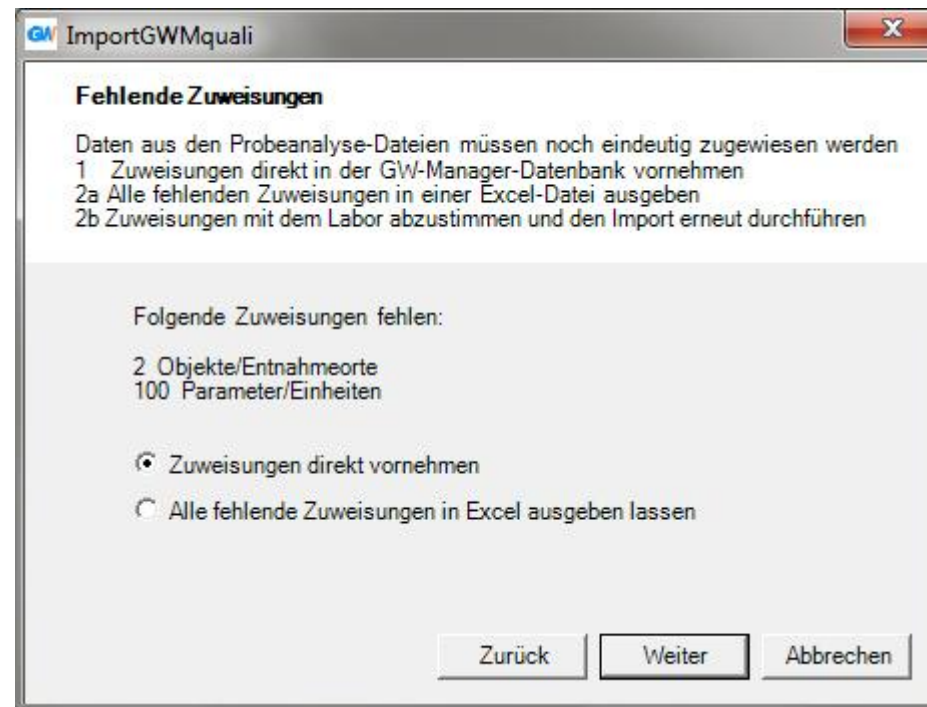 GW ImportGWMquali
Fehlende Zuweisungen
Daten aus den Probeanalyse-Dateien müssen noch eindeutig zugewiesen werden
1 Zuweisungen direkt in der GW-Manager-Datenbank vornehmen
2a Alle fehlenden Zuweisungen in einer Excel-Datei ausgeben
2b Zuweisungen mit dem Labor abzustimmen und den Import erneut durchführen
Folgende Zuweisungen fehlen:
2 Objekte/Entnahmeorte
100 Parameter/Einheiten
Zuweisungen direkt vornehmen
Alle fehlende Zuweisungen in Excel ausgeben lassen
Zurück Weiter Abbrechen